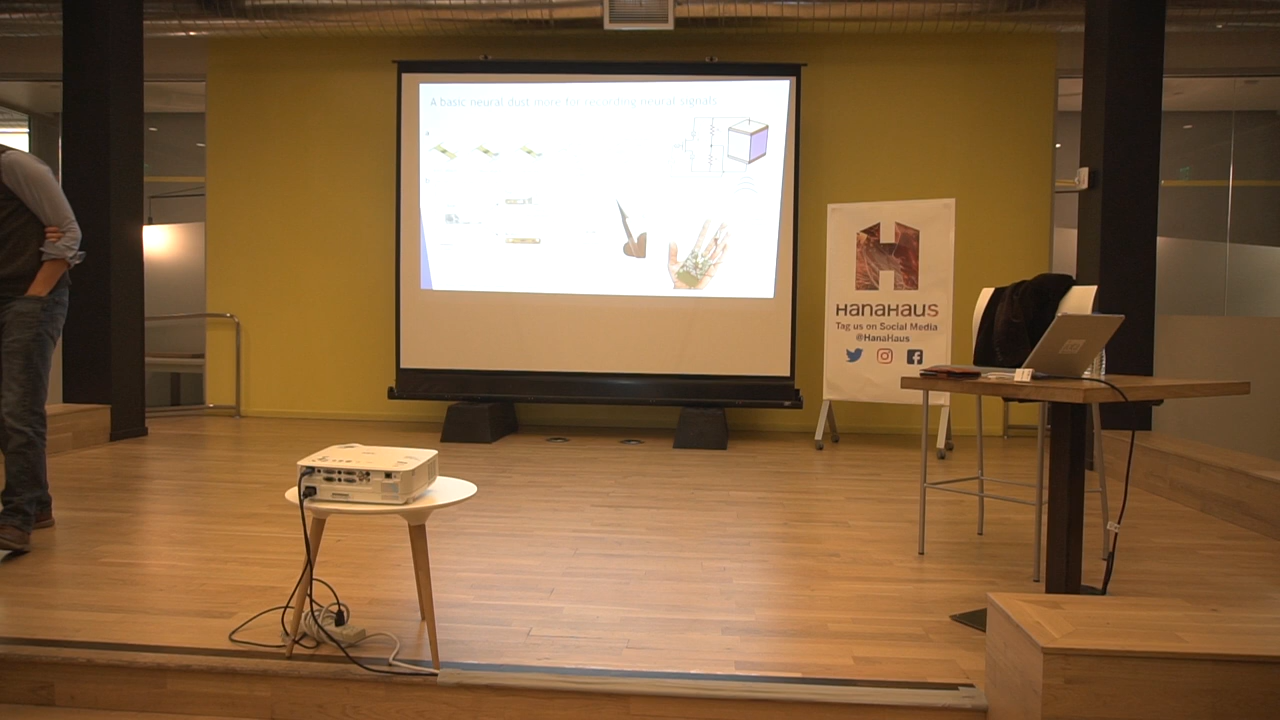 A basic neural dust mote for recording neural signals
H
HANAHAUS
Tag us on Social Media
@HanaHaus